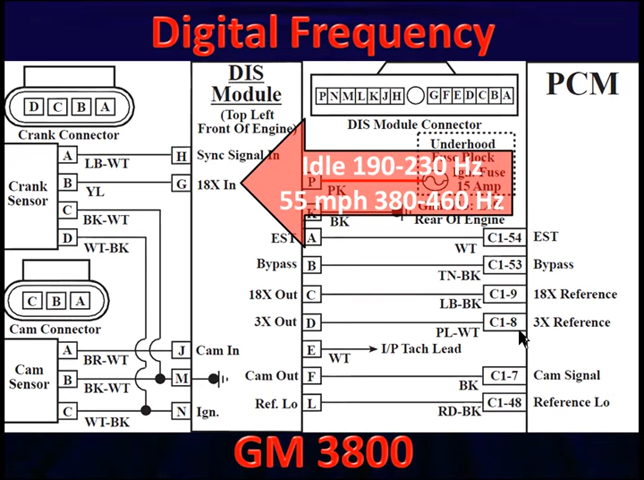 Digital Frequency
DIS
Module
(Top Left
Front Of Engine)
PCM
D C B A
Crank Connector
P N M L K J H G F E D C B A
DIS Module Connector
Underhood
Fuse Block
Ign. Fuse
15 Amp
Idle 190-230 Hz
55 mph 380-460 Hz
Crank
Sensor
A LB-WT H Sync Signal In
B YL G 18X In
C BK-WT
D WT-BK
P PK
K BK
Rear Of Engine
EST A WT C1-54 EST
Bypass B TN-BK C1-53 Bypass
18X Out C LB-BK C1-9 18X Reference
3X Out D PL-WT C1-8 3X Reference
E WT I/P Tach Lead
C B A
Cam Connector
Cam
Sensor
A BR-WT J Cam In
B BK-WT M
C WT-BK N Ign.
Cam Out F BK C1-7 Cam Signal
Ref. Lo L RD-BK C1-48 Reference Lo
GM 3800